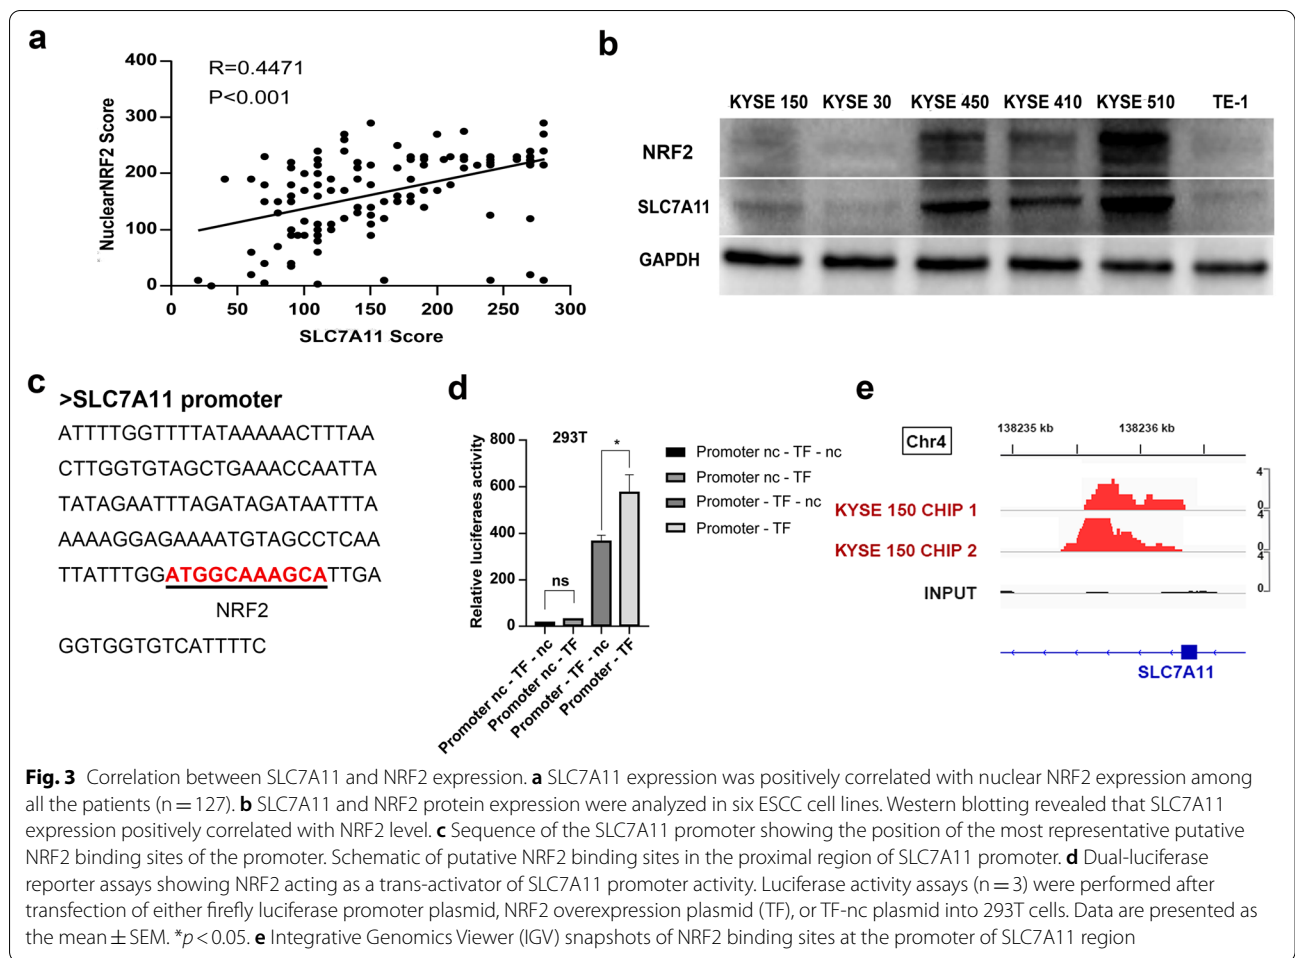 a
R=0.4471
P<0.001
NuclearNRF2 Score
400
300
200
100
0
0 50 100 150 200 250 300
SLC7A11 Score
b
KYSE 150 KYSE 30 KYSE 450 KYSE 410 KYSE 510 TE-1
NRF2
SLC7A11
GAPDH
c
>SLC7A11 promoter
ATTTTGGTTTTATAAAAACTTTAA
CTTGGTGTAGCTGAAACCAATTA
TATAGAATTTAGATAGATAATTTA
AAAAGGAGAAAATGTAGCCTCAA
TTATTTGGATGGCAAAGCATTGA
NRF2
GGTGGTGTCATTTTC
d
293T
*
ns
Relative luciferaes activity
800
600
400
200
0
Promoter nc - TF - nc
Promoter nc - TF
Promoter - TF - nc
Promoter - TF
Promoter nc - TF - nc
Promoter nc - TF
Promoter - TF - nc
Promoter - TF
e
Chr4
138235 kb 138236 kb
KYSE 150 CHIP 1
4
0
KYSE 150 CHIP 2
4
0
INPUT
4
0
SLC7A11
Fig. 3 Correlation between SLC7A11 and NRF2 expression. a SLC7A11 expression was positively correlated with nuclear NRF2 expression among
all the patients (n = 127). b SLC7A11 and NRF2 protein expression were analyzed in six ESCC cell lines. Western blotting revealed that SLC7A11
expression positively correlated with NRF2 level. c Sequence of the SLC7A11 promoter showing the position of the most representative putative
NRF2 binding sites of the promoter. Schematic of putative NRF2 binding sites in the proximal region of SLC7A11 promoter. d Dual-luciferase
reporter assays showing NRF2 acting as a trans-activator of SLC7A11 promoter activity. Luciferase activity assays (n = 3) were performed after
transfection of either firefly luciferase promoter plasmid, NRF2 overexpression plasmid (TF), or TF-nc plasmid into 293T cells. Data are presented as
the mean ± SEM. *p < 0.05. e Integrative Genomics Viewer (IGV) snapshots of NRF2 binding sites at the promoter of SLC7A11 region